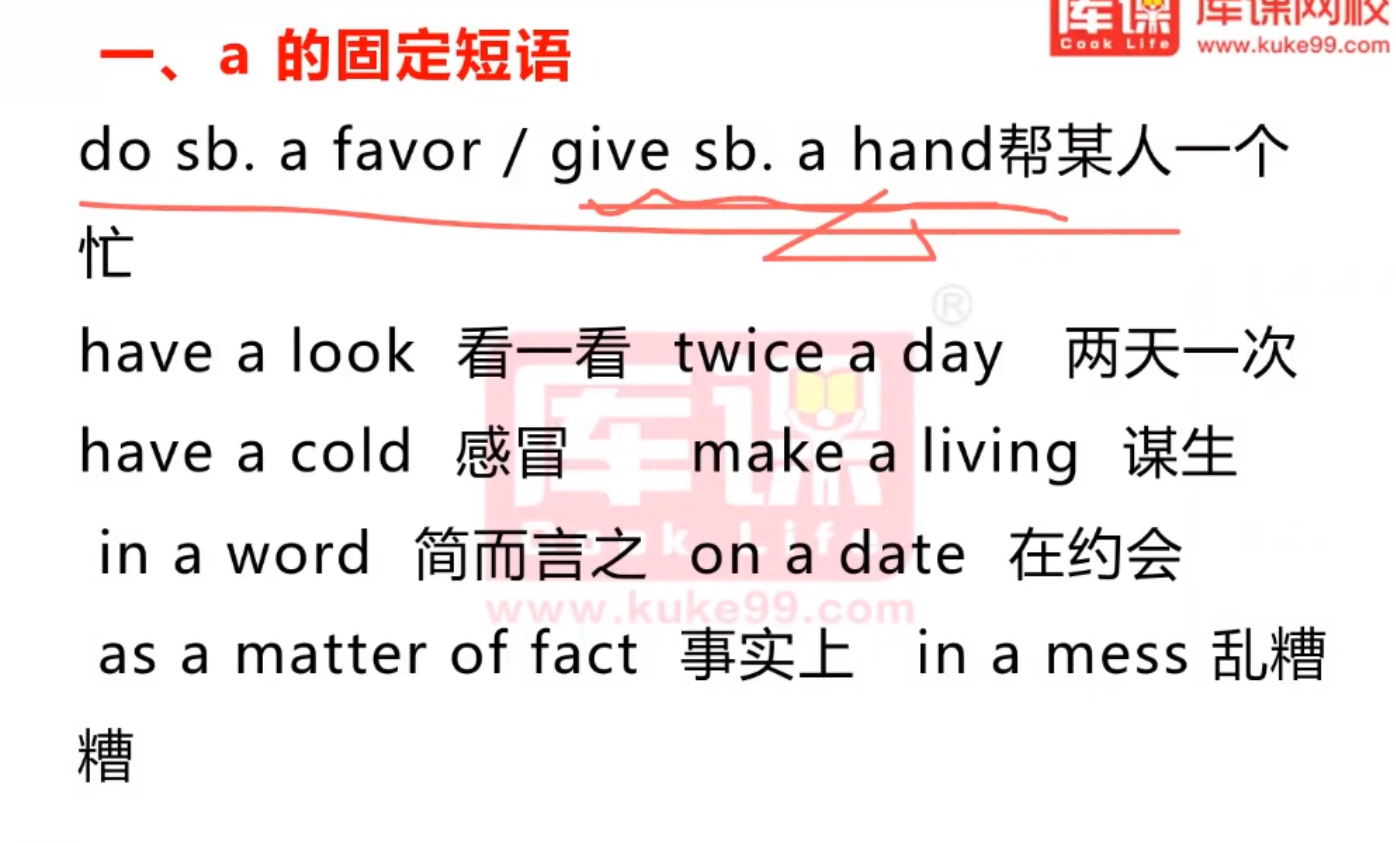 一、a 的固定短语
库课 库课网校
Cook Life www.kuke99.com
do sb. a favor / give sb. a hand帮某人一个
忙
®
have a look 看一看 twice a day 两天一次
have a cold 感冒 make a living 谋生
库课
in a word 简而言之 on a date 在约会
Cook Life
www.kuke99.com
as a matter of fact 事实上 in a mess 乱糟
糟